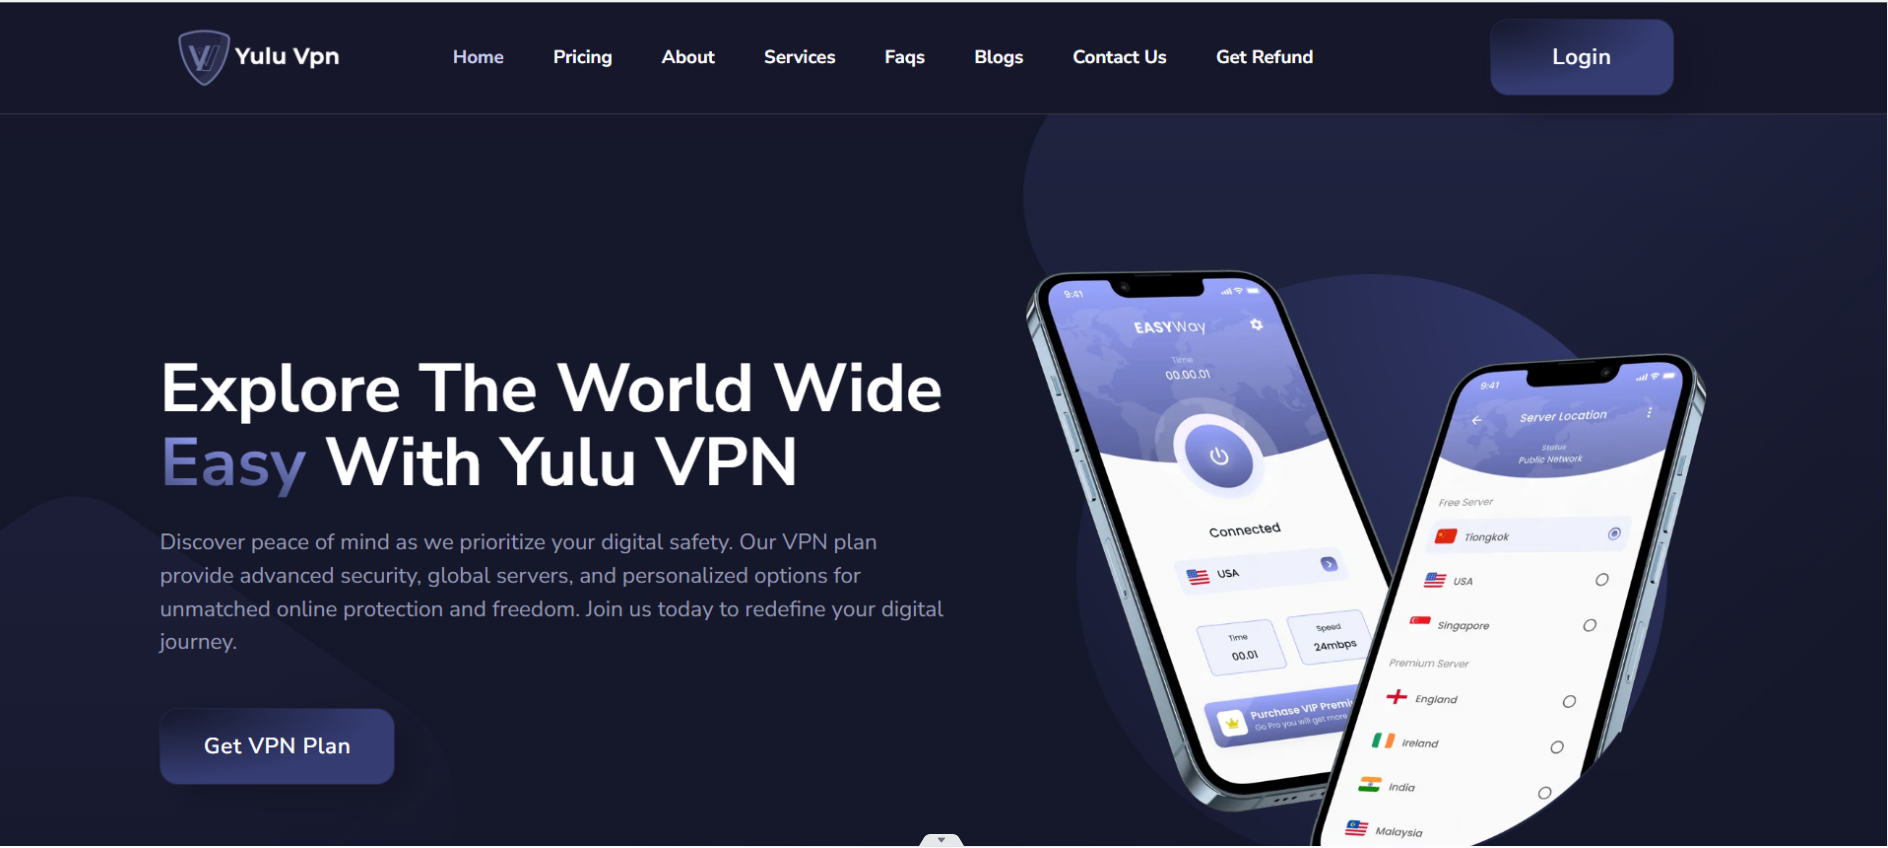 Yulu Vpn
Home Pricing About Services Faqs Blogs Contact Us Get Refund
Login
Explore The World Wide
Easy With Yulu VPN
Discover peace of mind as we prioritize your digital safety. Our VPN plan
provide advanced security, global servers, and personalized options for
unmatched online protection and freedom. Join us today to redefine your digital
journey.
Get VPN Plan
9:41
EASYWay
Time
00.00.01
Connected
USA
Time
00.01
Speed
24mbps
Purchase VIP Premi
Go Pro you will get more
9:41
Server Location
Status
Public Network
Free Server
Tiongkok
USA
Singapore
Premium Server
England
Ireland
India
Malaysia